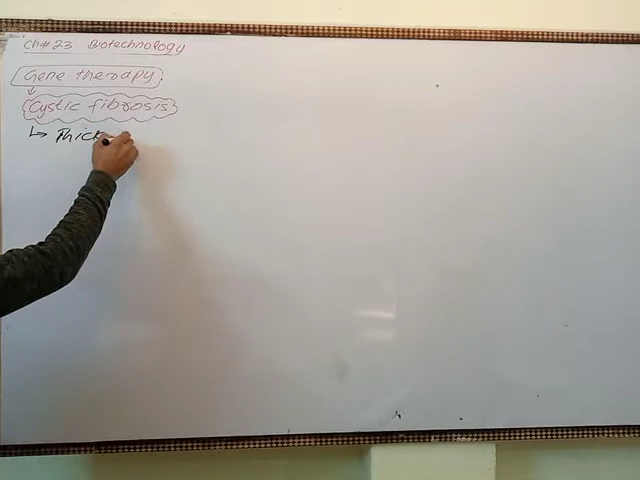 Ch# 23 Biotechnology
Gene therapy
Cystic fibrosis
↳ Thick